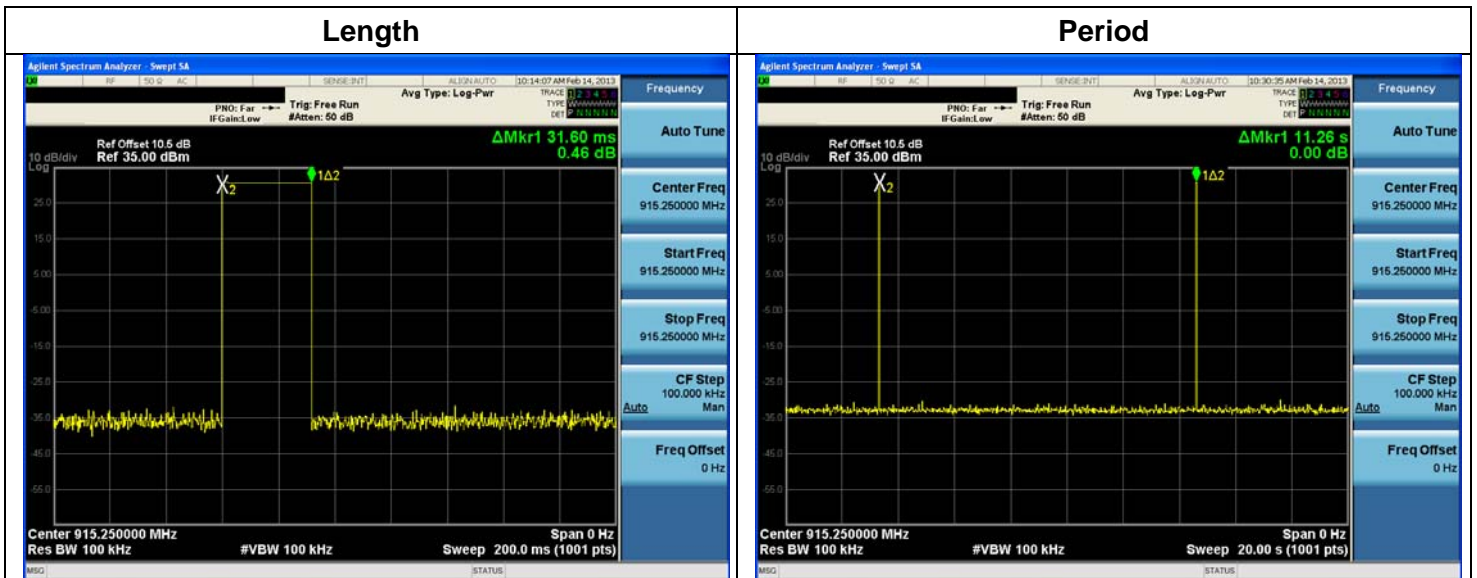 Length
Period
Agilent Spectrum Analyzer - Swept SA
RF 50 Ω AC SENSE:INT ALIGN AUTO 10:14:07 AM Feb 14, 2013
PNO: Far Trig: Free Run Avg Type: Log-Pwr TRACE 1 2 3 4 5 6
IFGain:Low #Atten: 50 dB TYPE
DET P N N N N N
Ref Offset 10.5 dB
ΔMkr1 31.60 ms
10 dB/div Ref 35.00 dBm 0.46 dB
Log
X2
1Δ2
25.0
15.0
5.00
-5.00
-15.0
-25.0
-35.0
-45.0
-55.0
Center 915.250000 MHz Span 0 Hz
Res BW 100 kHz #VBW 100 kHz Sweep 200.0 ms (1001 pts)
MSG STATUS
Frequency
Auto Tune
Center Freq
915.250000 MHz
Start Freq
915.250000 MHz
Stop Freq
915.250000 MHz
CF Step
100.000 kHz
Auto Man
Freq Offset
0 Hz
Agilent Spectrum Analyzer - Swept SA
RF 50 Ω AC SENSE:INT ALIGN AUTO 10:30:35 AM Feb 14, 2013
PNO: Far Trig: Free Run Avg Type: Log-Pwr TRACE 1 2 3 4 5 6
IFGain:Low #Atten: 50 dB TYPE
DET P N N N N N
Ref Offset 10.5 dB
ΔMkr1 11.26 s
10 dB/div Ref 35.00 dBm 0.00 dB
Log
X2
1Δ2
25.0
15.0
5.00
-5.00
-15.0
-25.0
-35.0
-45.0
-55.0
Center 915.250000 MHz Span 0 Hz
Res BW 100 kHz #VBW 100 kHz Sweep 20.00 s (1001 pts)
MSG STATUS
Frequency
Auto Tune
Center Freq
915.250000 MHz
Start Freq
915.250000 MHz
Stop Freq
915.250000 MHz
CF Step
100.000 kHz
Auto Man
Freq Offset
0 Hz